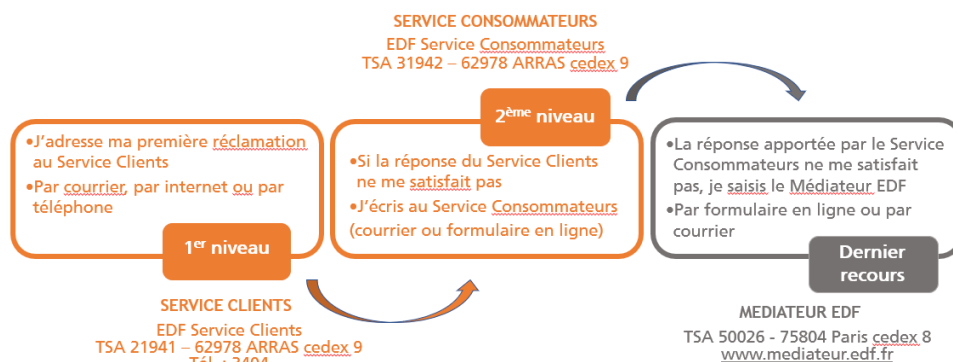 SERVICE CONSOMMATEURS
EDF Service Consommateurs
TSA 31942 – 62978 ARRAS cedex 9
2ème niveau
•J’adresse ma première réclamation
au Service Clients
•Par courrier, par internet ou par
téléphone
1er niveau
•Si la réponse du Service Clients
ne me satisfait pas
•J’écris au Service Consommateurs
(courrier ou formulaire en ligne)
•La réponse apportée par le Service
Consommateurs ne me satisfait
pas, je saisis le Médiateur EDF
•Par formulaire en ligne ou par
courrier
Dernier
recours
SERVICE CLIENTS
EDF Service Clients
TSA 21941 – 62978 ARRAS cedex 9
Tél : 3404
MEDIATEUR EDF
TSA 50026 - 75804 Paris cedex 8
www.mediateur.edf.fr